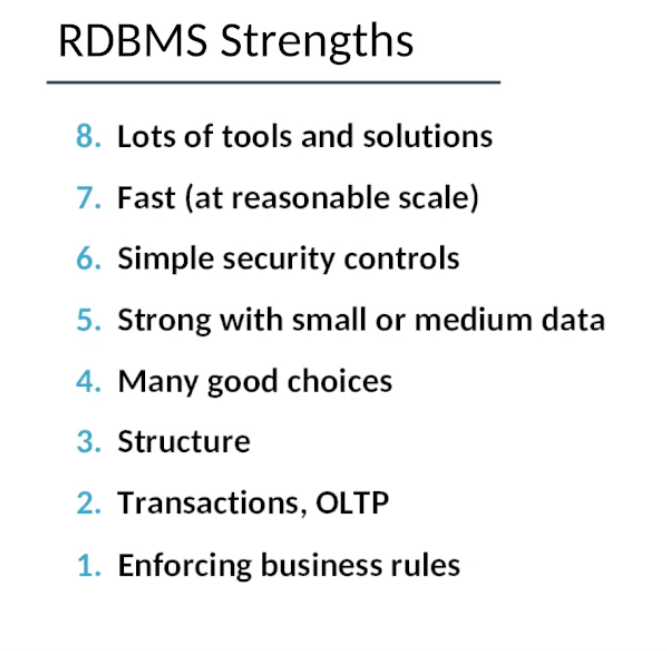 RDBMS Strengths
8. Lots of tools and solutions
7. Fast (at reasonable scale)
6. Simple security controls
5. Strong with small or medium data
4. Many good choices
3. Structure
2. Transactions, OLTP
1. Enforcing business rules